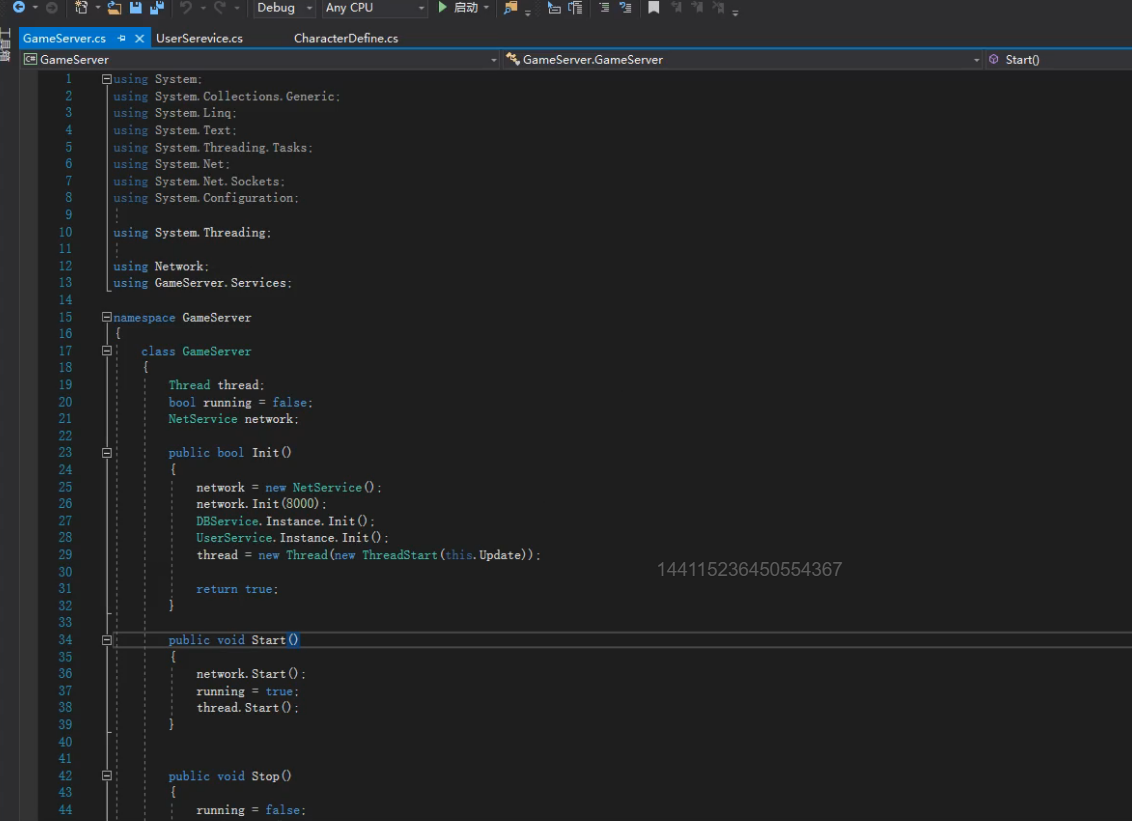 Debug Any CPU 启动
工具箱
GameServer.cs UserSerevice.cs CharacterDefine.cs
GameServer GameServer.GameServer Start()
1 using System;
2 using System.Collections.Generic;
3 using System.Linq;
4 using System.Text;
5 using System.Threading.Tasks;
6 using System.Net;
7 using System.Net.Sockets;
8 using System.Configuration;
9
10 using System.Threading;
11
12 using Network;
13 using GameServer.Services;
14
15 namespace GameServer
16 {
17 class GameServer
18 {
19 Thread thread;
20 bool running = false;
21 NetService network;
22
23 public bool Init()
24 {
25 network = new NetService();
26 network.Init(8000);
27 DBService.Instance.Init();
28 UserService.Instance.Init();
29 thread = new Thread(new ThreadStart(this.Update));
30
144115236450554367
31 return true;
32 }
33
34 public void Start()
35 {
36 network.Start();
37 running = true;
38 thread.Start();
39 }
40
41
42 public void Stop()
43 {
44 running = false;